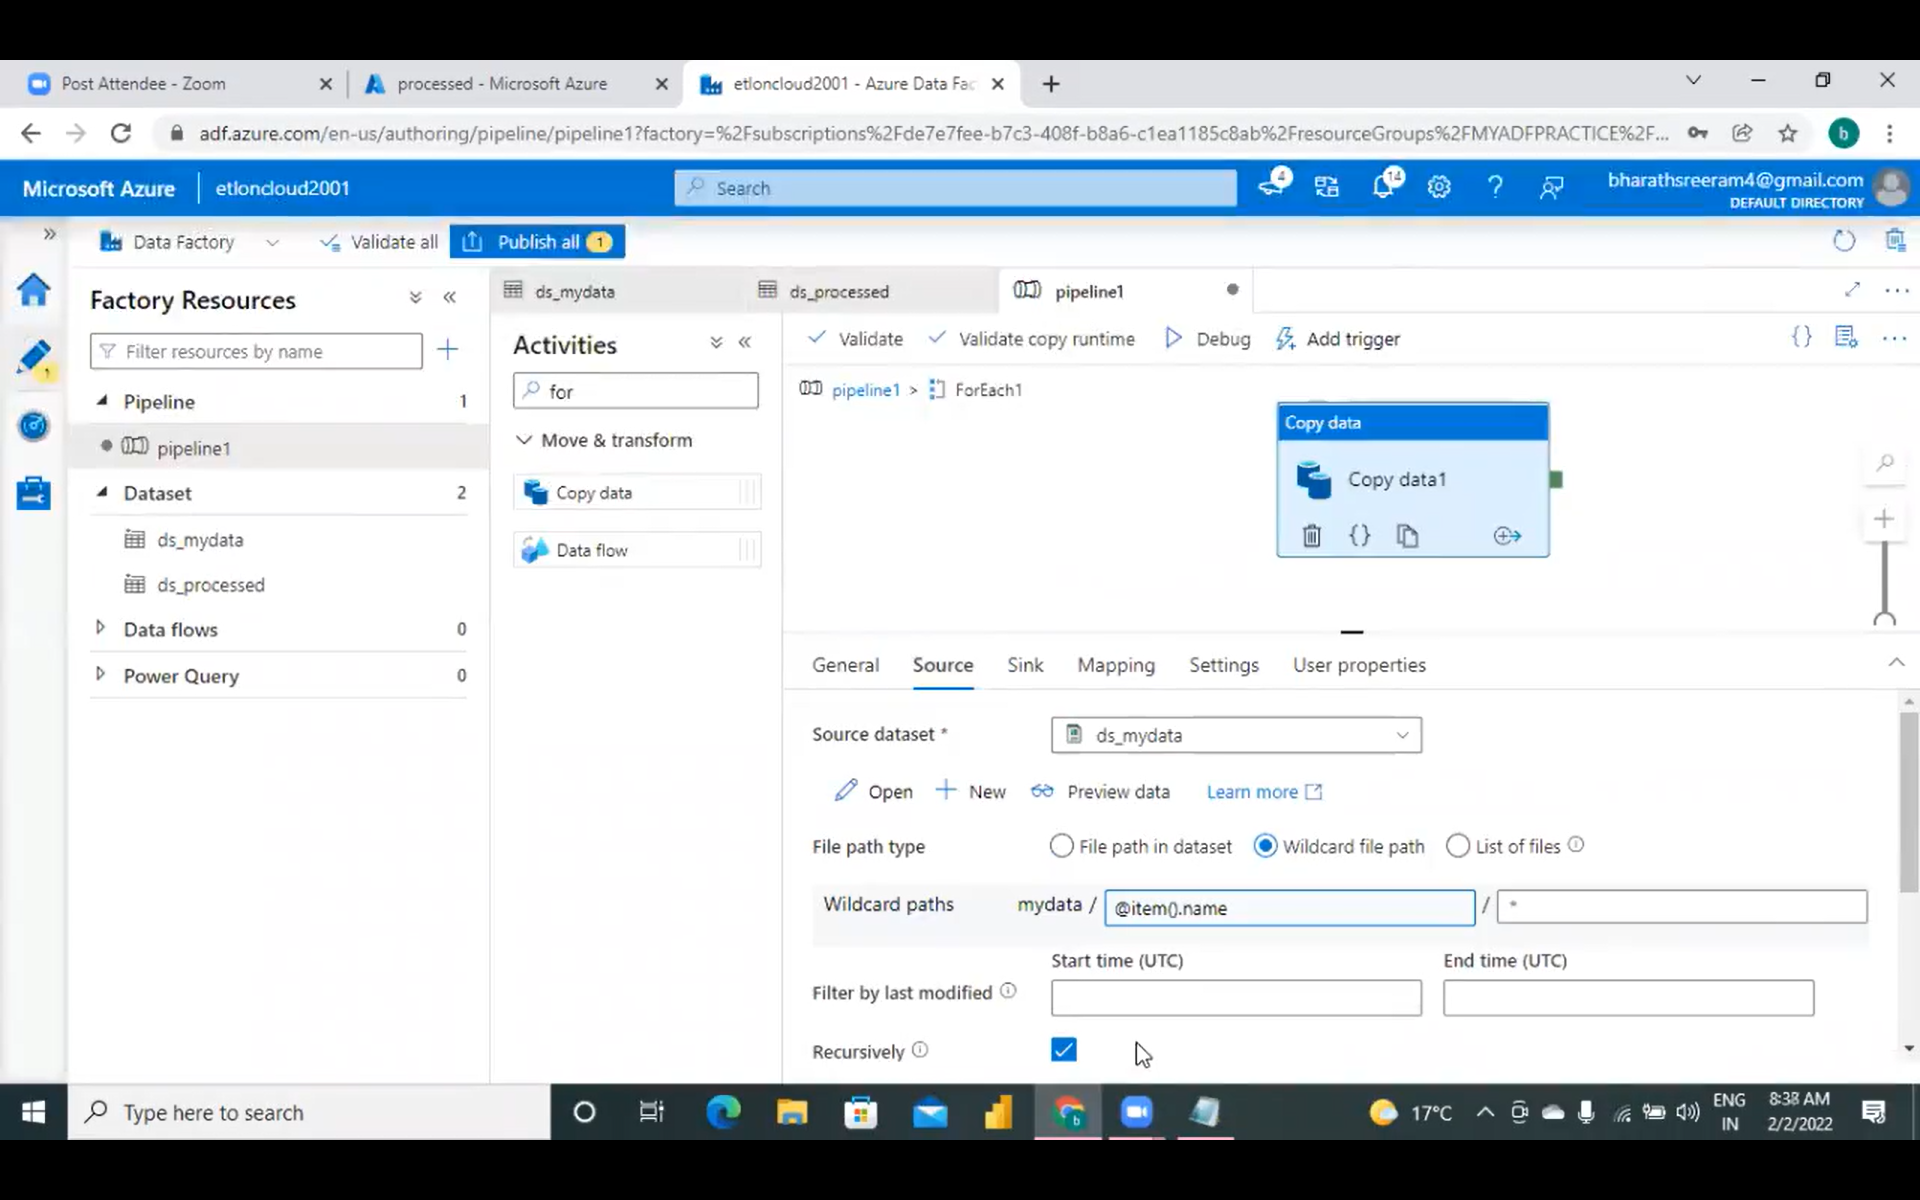 Post Attendee - Zoom
processed - Microsoft Azure
etloncloud2001 - Azure Data Fac
adf.azure.com/en-us/authoring/pipeline/pipeline1?factory=%2Fsubscriptions%2Fde7e7fee-b7c3-408f-b8a6-c1ea1185c8ab%2FresourceGroups%2FMYADFPRACTICE%2F...
b
Microsoft Azure
etloncloud2001
Search
4
14
bharathsreeram4@gmail.com
DEFAULT DIRECTORY
Data Factory
Validate all
Publish all 1
Factory Resources
ds_mydata
ds_processed
pipeline1
Filter resources by name
Activities
Validate
Validate copy runtime
Debug
Add trigger
1
Pipeline 1
for
pipeline1 > ForEach1
pipeline1
Move & transform
Copy data
Copy data1
Dataset 2
Copy data
ds_mydata
Data flow
ds_processed
Data flows 0
Power Query 0
General
Source
Sink
Mapping
Settings
User properties
Source dataset *
ds_mydata
Open
New
Preview data
Learn more
File path type
File path in dataset
Wildcard file path
List of files
Wildcard paths
mydata / @item().name / *
Start time (UTC)
End time (UTC)
Filter by last modified
Recursively
Type here to search
17°C
ENG
IN
8:38 AM
2/2/2022